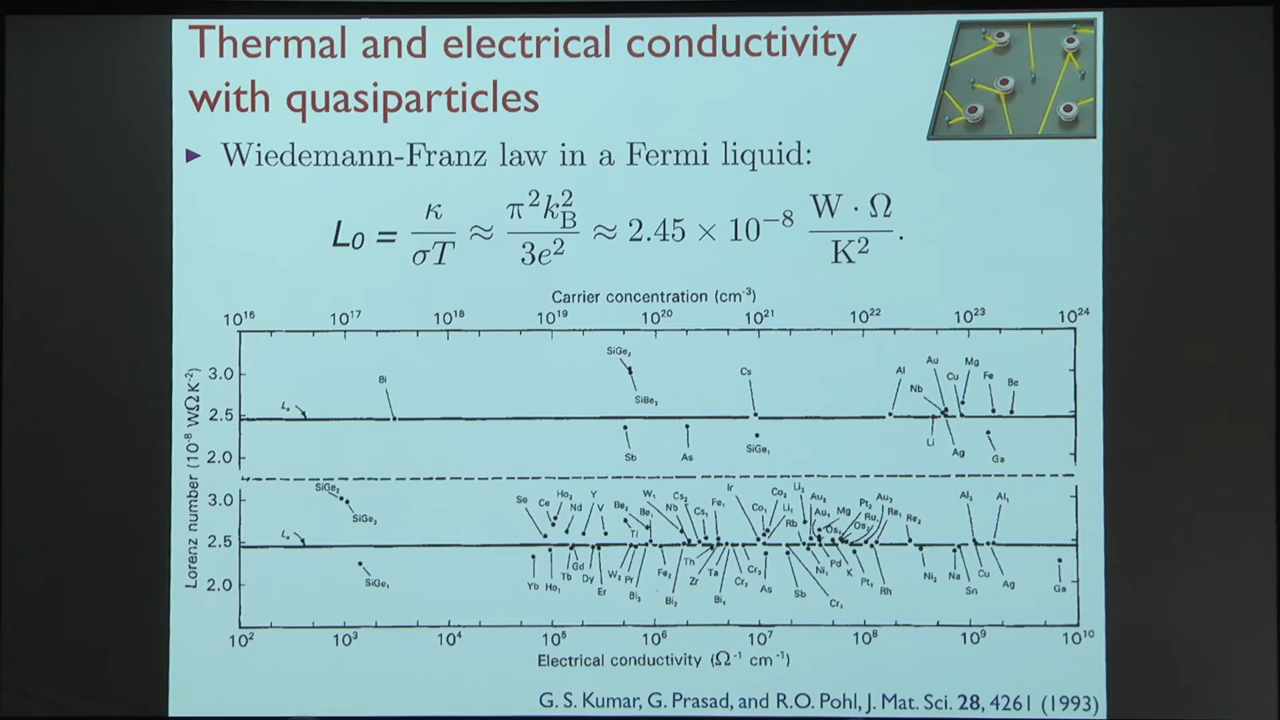 Thermal and electrical conductivity
with quasiparticles
▶ Wiedemann-Franz law in a Fermi liquid:
L₀ = κ/σT ≈ π²k_B²/3e² ≈ 2.45 × 10⁻⁸ W · Ω/K².
Carrier concentration (cm⁻³)
10¹⁶ 10¹⁷ 10¹⁸ 10¹⁹ 10²⁰ 10²¹ 10²² 10²³ 10²⁴
Lorenz number (10⁻⁸ WΩK⁻²)
SiGe₂ Au Mg
3.0 Bi Cs Al Cu Fe Be
SiBe₃ Nb
2.5 L₀
2.0 Sb As SiGe₁ Li Ag Ga
SiGe₂ Ho₂ Y W₁ Cs₂ Ir Co₂ Li₂ Al₂ Al₁
3.0 Se Ce Nd V Be₂ Be₁ Nb Cs₁ Fe₁ Co₁ Li₁ Au₂ Au₁ Mg Pt₂ Au₃
SiGe₃ Ti Rb Os₁ Os₂ Ru₁ Re₁ Re₂
2.5 L₀
2.0 SiGe₁ Yb Ho₁ Tb Gd Dy Er W₂ Pr Bi₃ Fe₂ Bi₂ Th Zr Ta Bi₁ Cr₂ Cr₃ As Sb Cr₁ Ni₁ Pd K Pt₁ Rh Ni₂ Na Sn Cu Ag Ga
10² 10³ 10⁴ 10⁵ 10⁶ 10⁷ 10⁸ 10⁹ 10¹⁰
Electrical conductivity (Ω⁻¹ cm⁻¹)
G. S. Kumar, G. Prasad, and R.O. Pohl, J. Mat. Sci. 28, 4261 (1993)